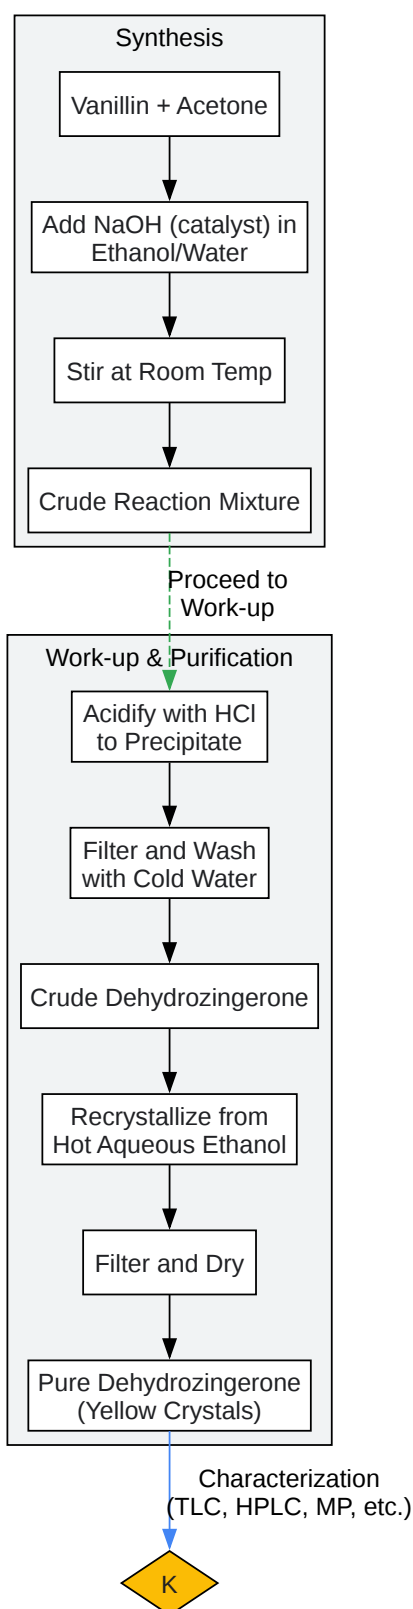 Synthesis
Vanillin + Acetone
Add NaOH (catalyst) in
Ethanol/Water
Stir at Room Temp
Crude Reaction Mixture
Proceed to
Work-up
Work-up & Purification
Acidify with HCl
to Precipitate
Filter and Wash
with Cold Water
Crude Dehydrozingerone
Recrystallize from
Hot Aqueous Ethanol
Filter and Dry
Pure Dehydrozingerone
(Yellow Crystals)
Characterization
(TLC, HPLC, MP, etc.)
K